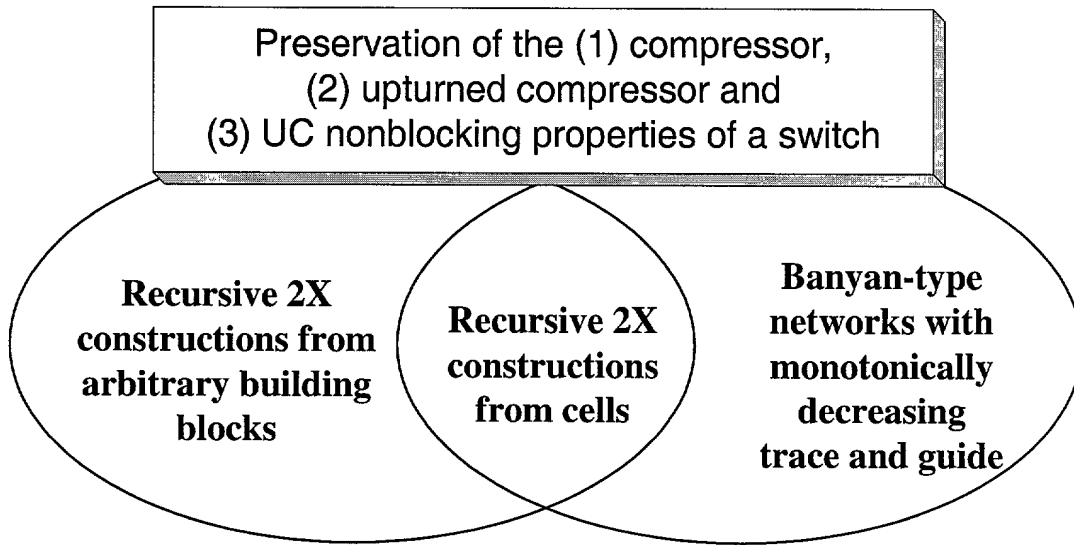 Preservation of the (1) compressor,
(2) upturned compressor and
(3) UC nonblocking properties of a switch
Recursive 2X
constructions from
arbitrary building
blocks
Recursive 2X
constructions
from cells
Banyan-type
networks with
monotonically
decreasing
trace and guide